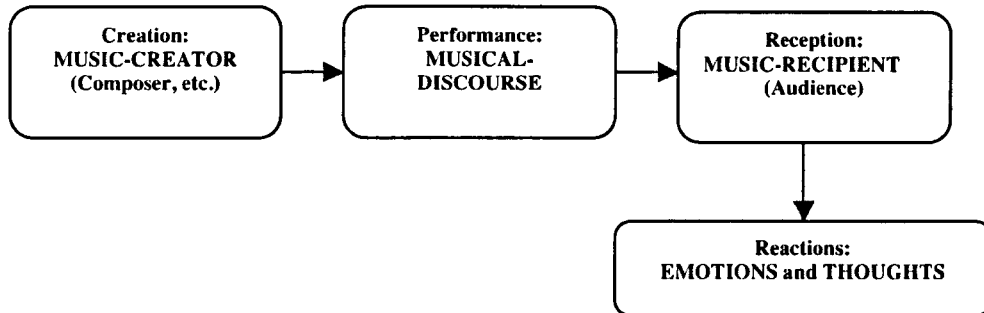 Creation:
MUSIC-CREATOR
(Composer, etc.)
Performance:
MUSICAL-
DISCOURSE
Reception:
MUSIC-RECIPIENT
(Audience)
Reactions:
EMOTIONS and THOUGHTS